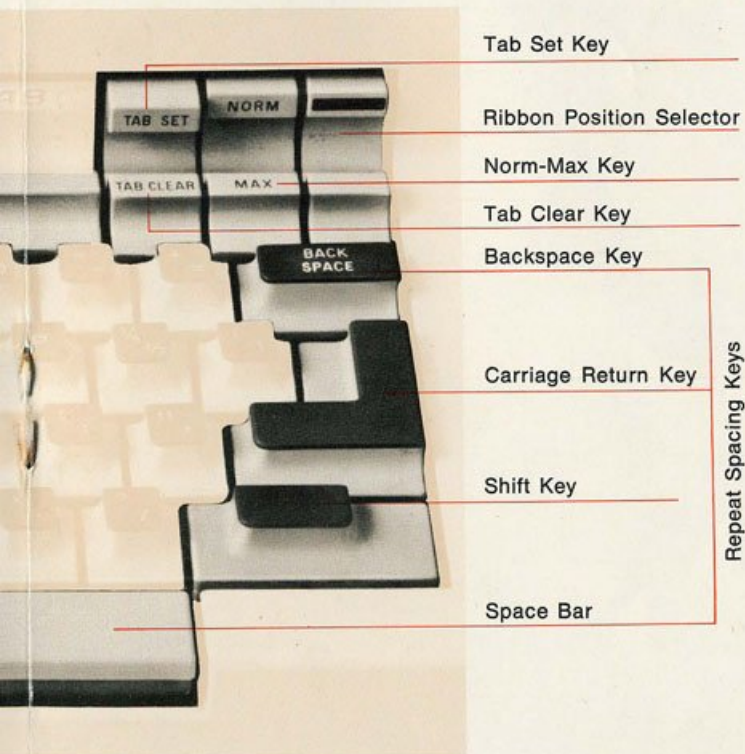 Tab Set Key
Ribbon Position Selector
Norm-Max Key
Tab Clear Key
Backspace Key
Carriage Return Key
Shift Key
Space Bar
Repeat Spacing Keys
TAB SET
NORM
TAB CLEAR
MAX
BACK
SPACE